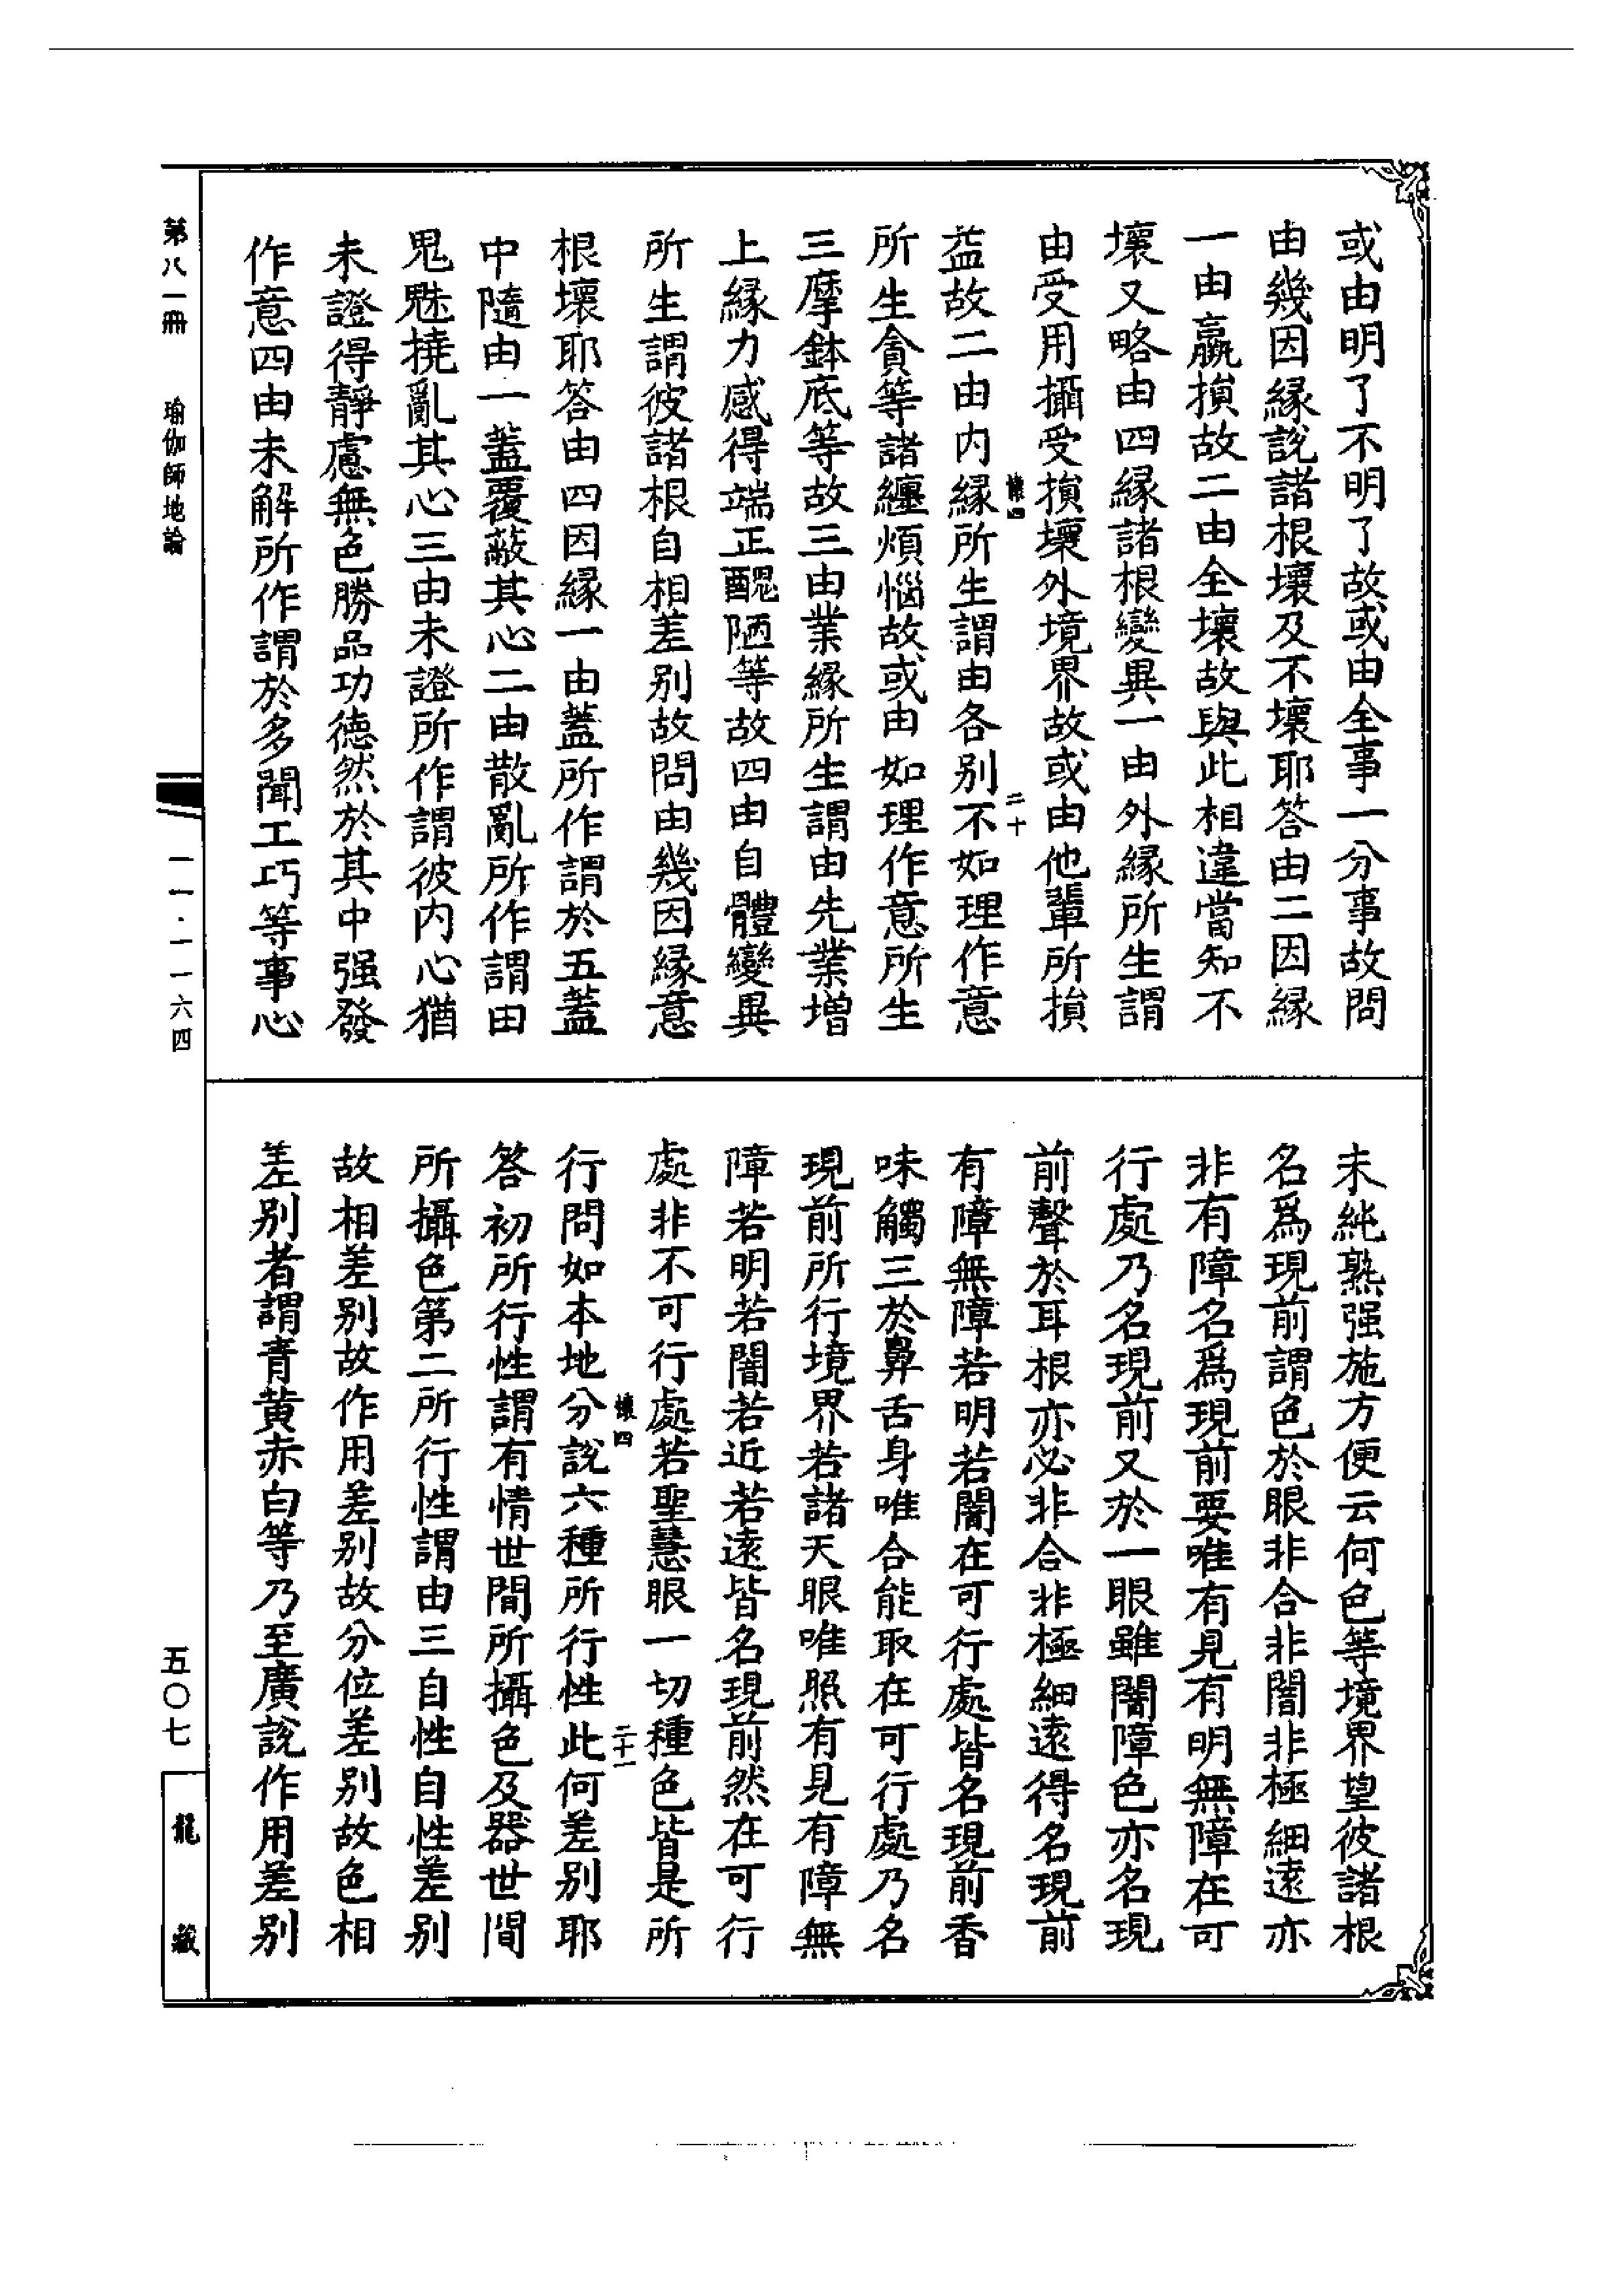 或由明了不明了故或由全事一分事故問
由幾因緣說諸根壞及不壞耶答由二因緣
一由羸損故二由全壞故與此相違當知不
壞又略由四緣諸根變異一由外緣所生謂
由受用攝受損壞外境界故或由他輩所損
懷四
二十
益故二由內緣所生謂由各別不如理作意
所生貪等諸纏煩惱故或由如理作意所生
三摩鉢底等故三由業緣所生謂由先業增
上緣力感得端正醜陋等故四由自體變異
所生謂彼諸根自相差別故問由幾因緣意
根壞耶答由四因緣一由蓋所作謂於五蓋
中隨由一蓋覆蔽其心二由散亂所作謂由
鬼魅撓亂其心三由未證所作謂彼內心猶
未證得靜慮無色勝品功德然於其中强發
作意四由未解所作謂於多聞工巧等事心
未純熟强施方便云何色等境界望彼諸根
名爲現前謂色於眼非合非闇非極細遠亦
非有障名爲現前要唯有見有明無障在可
行處乃名現前又於一眼雖闇障色亦名現
前聲於耳根亦必非合非極細遠得名現前
有障無障若明若闇在可行處皆名現前香
味觸三於鼻舌身唯合能取在可行處乃名
現前所行境界若諸天眼唯照有見有障無
障若明若闇若近若遠皆名現前然在可行
處非不可行處若聖慧眼一切種色皆是所
懷四
二十一
行問如本地分說六種所行性此何差別耶
答初所行性謂有情世間所攝色及器世間
所攝色第二所行性謂由三自性自性差別
故相差別故作用差別故分位差別故色相
差別者謂青黃赤白等乃至廣說作用差別
第八一冊
瑜伽師地論
一一·一一六四
五〇七
龍藏